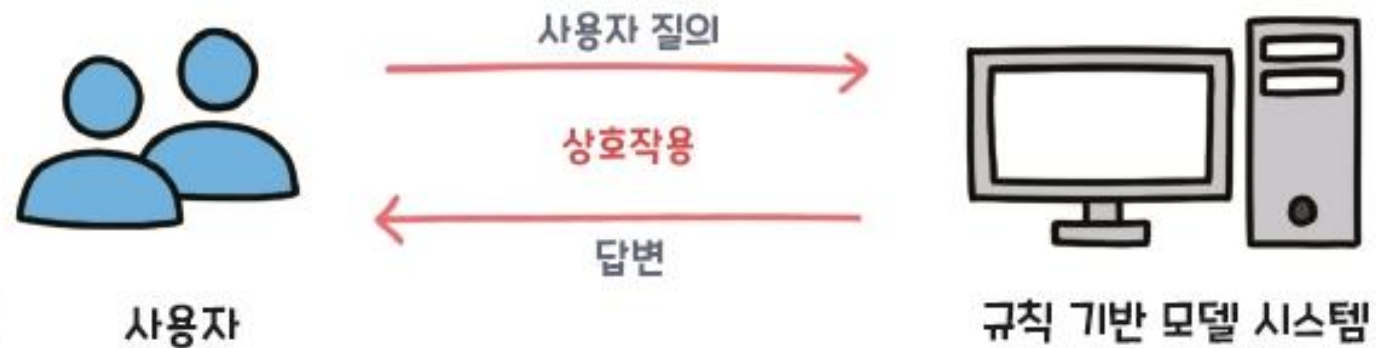 사용자 질의
상호작용
답변
사용자
규칙 기반 모델 시스템